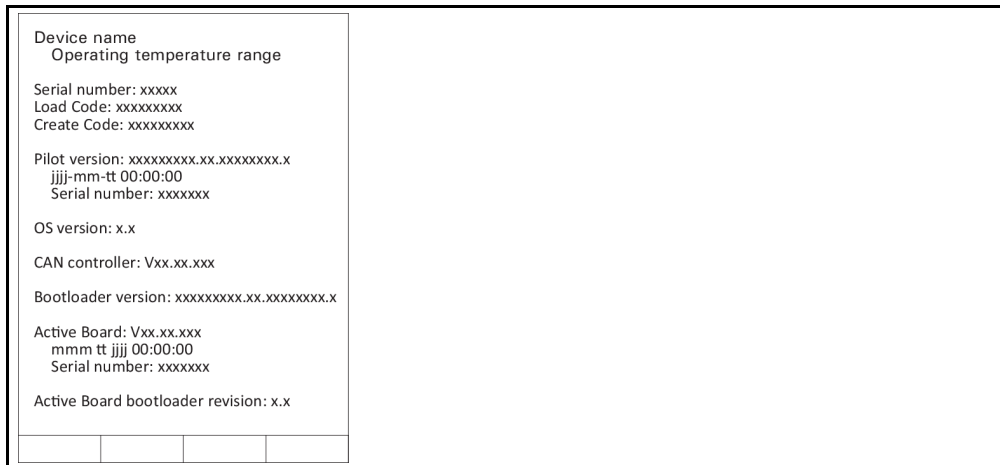 Device name
Operating temperature range
Serial number: xxxxx
Load Code: xxxxxxxxx
Create Code: xxxxxxxxx
Pilot version: xxxxxxxxx.xx.xxxxxxxx.x
jjjj-mm-tt 00:00:00
Serial number: xxxxxxx
OS version: x.x
CAN controller: Vxx.xx.xxx
Bootloader version: xxxxxxxxx.xx.xxxxxxxx.x
Active Board: Vxx.xx.xxx
mmm tt jjjj 00:00:00
Serial number: xxxxxxx
Active Board bootloader revision: x.x